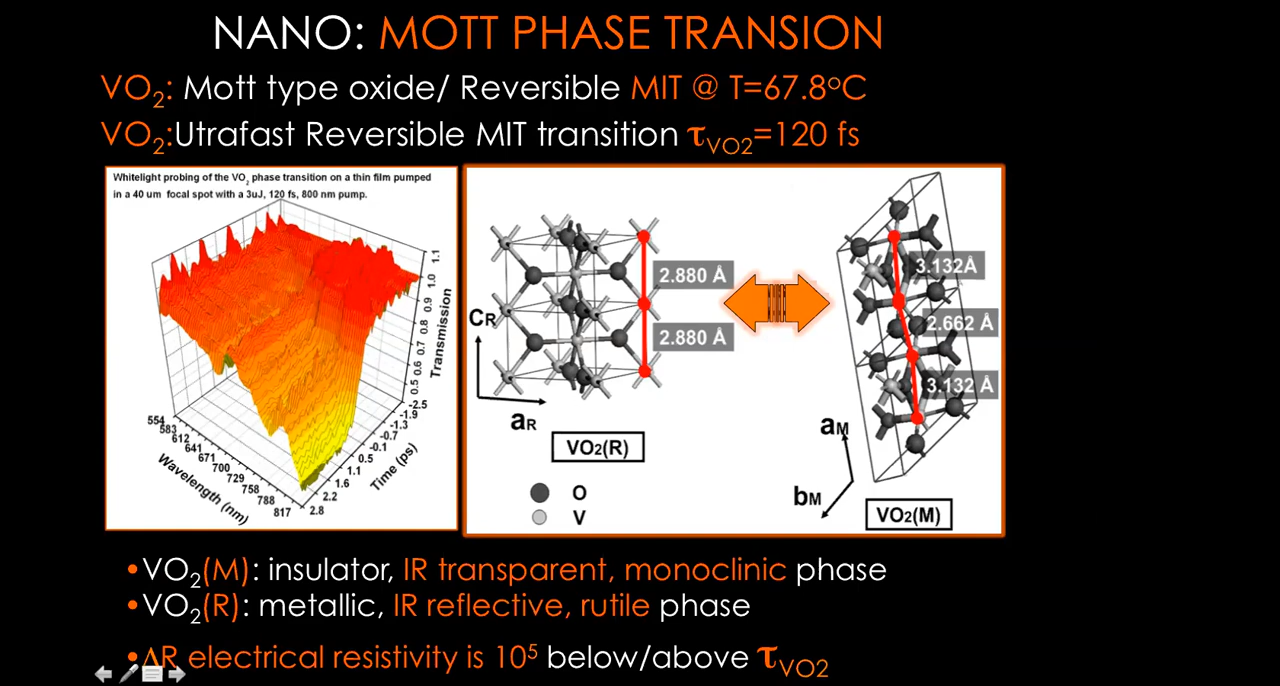 NANO: MOTT PHASE TRANSION
VO₂: Mott type oxide/ Reversible MIT @ T=67.8°C
VO₂:Utrafast Reversible MIT transition τVO2=120 fs
Whitelight probing of the VO₂ phase transition on a thin film pumped
in a 40 um focal spot with a 3uJ, 120 fs, 800 nm pump.
1.1
1.0
0.9
0.8
0.7
0.6
0.5
Transmission
-2.5
-1.9
-1.3
-0.7
-0.1
0.5
1.1
1.6
2.2
2.8
Time (ps)
554
583
612
641
671
700
729
758
788
817
Wavelength (nm)
2.880 Å
2.880 Å
CR
aR
VO₂(R)
O
V
3.132Å
2.662 Å
3.132 Å
aM
bM
VO₂(M)
•VO₂(M): insulator, IR transparent, monoclinic phase
•VO₂(R): metallic, IR reflective, rutile phase
•ΔR electrical resistivity is 10⁵ below/above τVO2